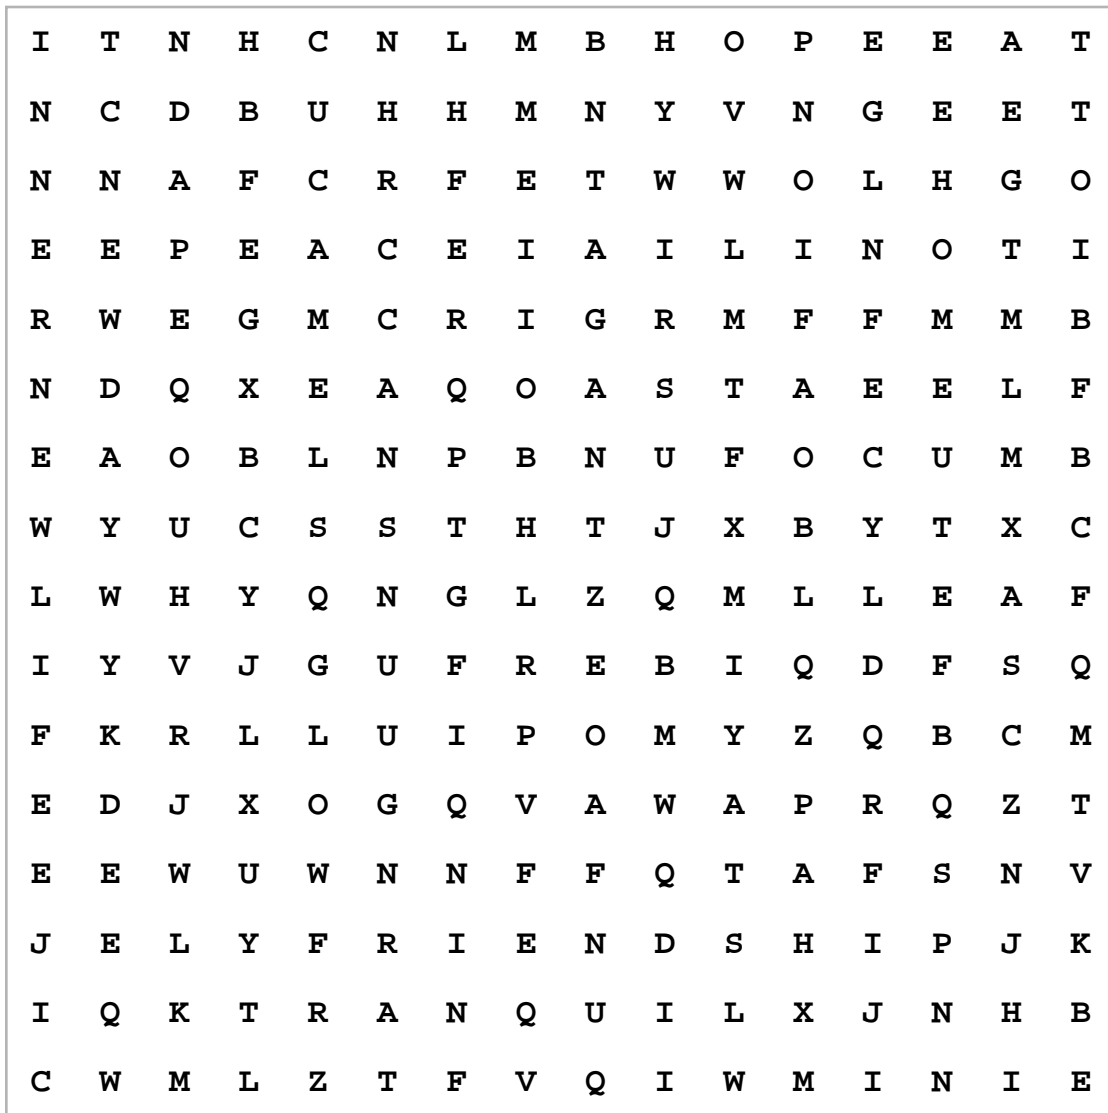 I T N H C N L M B H O P E E A T
N C D B U H H M N Y V N G E E T
N N A F C R F E T W W O L H G O
E E P E A C E I A I L I N O T I
R W E G M C R I G R M F F M M B
N D Q X E A Q O A S T A E E L F
E A O B L N P B N U F O C U M B
W Y U C S S T H T J X B Y T X C
L W H Y Q N G L Z Q M L L E A F
I Y V J G U F R E B I Q D F S Q
F K R L L U I P O M Y Z Q B C M
E D J X O G Q V A W A P R Q Z T
E E W U W N N F F Q T A F S N V
J E L Y F R I E N D S H I P J K
I Q K T R A N Q U I L X J N H B
C W M L Z T F V Q I W M I N I E